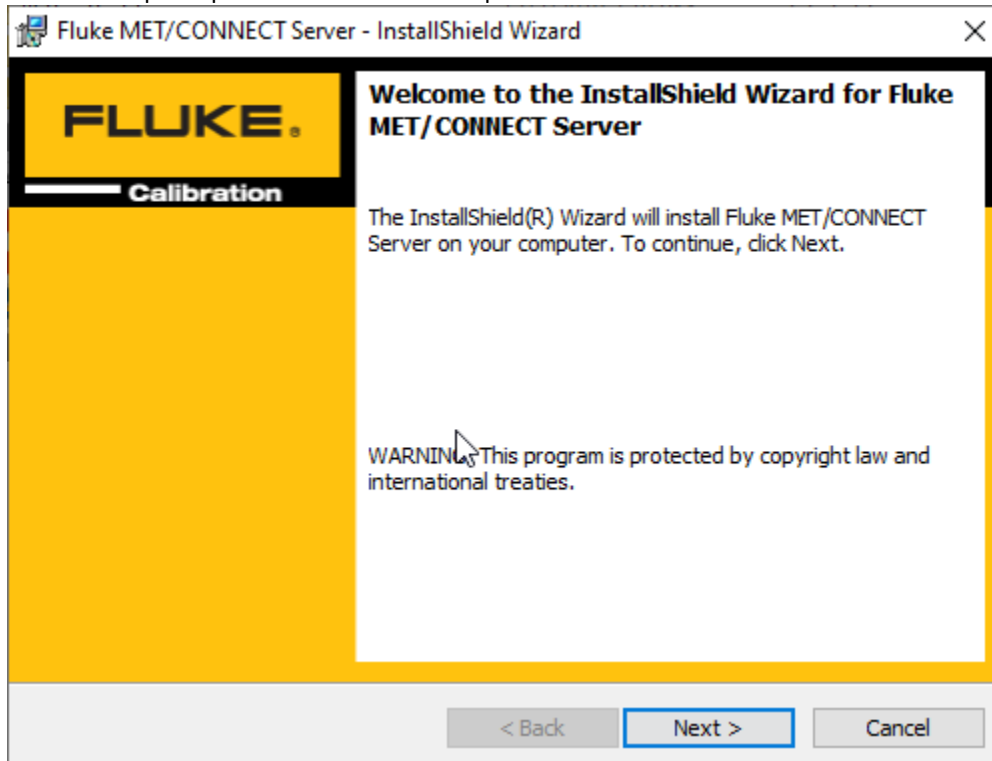 Fluke MET/CONNECT Server - InstallShield Wizard
FLUKE.
Calibration
Welcome to the InstallShield Wizard for Fluke
MET/CONNECT Server
The InstallShield(R) Wizard will install Fluke MET/CONNECT
Server on your computer. To continue, click Next.
This program is protected by copyright law and
international treaties.
< Back
Next >
Cancel